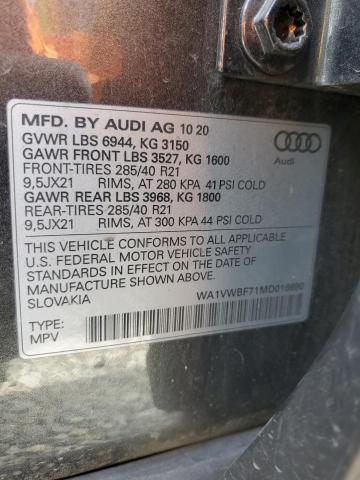 MFD. BY AUDI AG 10 20
GVWR LBS 6944, KG 3150
GAWR FRONT LBS 3527, KG 1600
FRONT-TIRES 285/40 R21
9,5JX21 RIMS, AT 280 KPA 41 PSI COLD
GAWR REAR LBS 3968, KG 1800
REAR-TIRES 285/40 R21
9,5JX21 RIMS, AT 300 KPA 44 PSI COLD
Audi
THIS VEHICLE CONFORMS TO ALL APPLICABLE
U.S. FEDERAL MOTOR VEHICLE SAFETY AND
THEFT PREVENTION STANDARDS IN
EFFECT ON THE DATE OF
MANUFACTURE SHOWN ABOVE.
SLOVAKIA
TYPE:
MPV